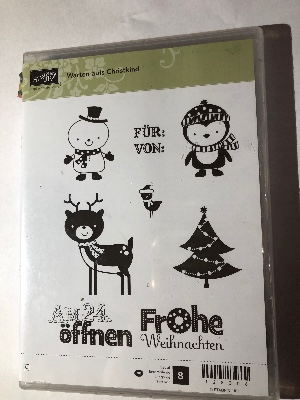 Warten aufs Christkind
FÜR:
VON:
AM 24.
öffnen
Frohe
Weihnachten
8